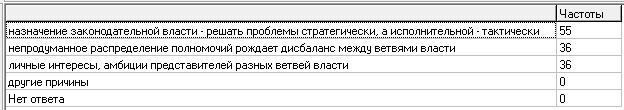 Частоты
назначение законодательной власти - решать проблемы стратегически, а исполнительной - тактически 55
непродуманное распределение полномочий рождает дисбаланс между ветвями власти 36
личные интересы, амбиции представителей разных ветвей власти 36
другие причины 0
Нет ответа 0